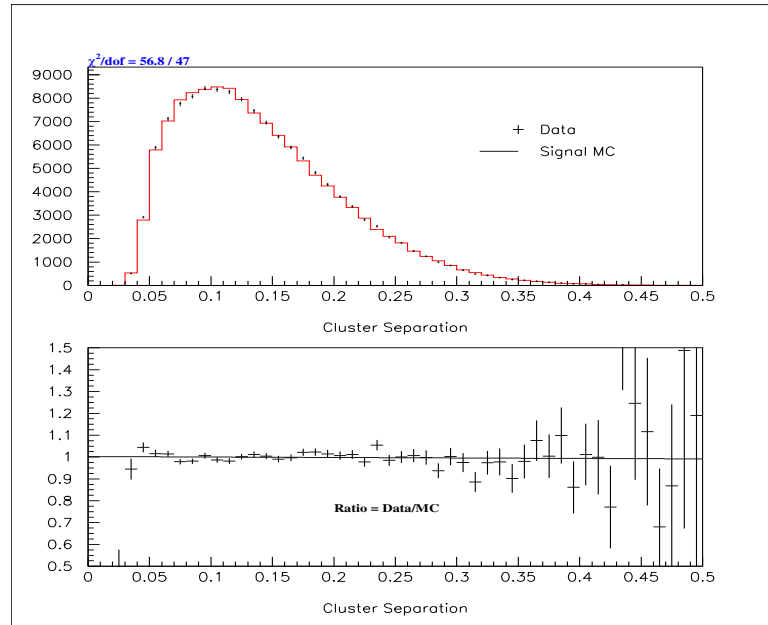 χ²/dof = 56.8 / 47
9000
8000
7000
6000
5000
4000
3000
2000
1000
0
Data
Signal MC
0 0.05 0.1 0.15 0.2 0.25 0.3 0.35 0.4 0.45 0.5
Cluster Separation
1.5
1.4
1.3
1.2
1.1
1
0.9
0.8
0.7
0.6
0.5
Ratio = Data/MC
0 0.05 0.1 0.15 0.2 0.25 0.3 0.35 0.4 0.45 0.5
Cluster Separation